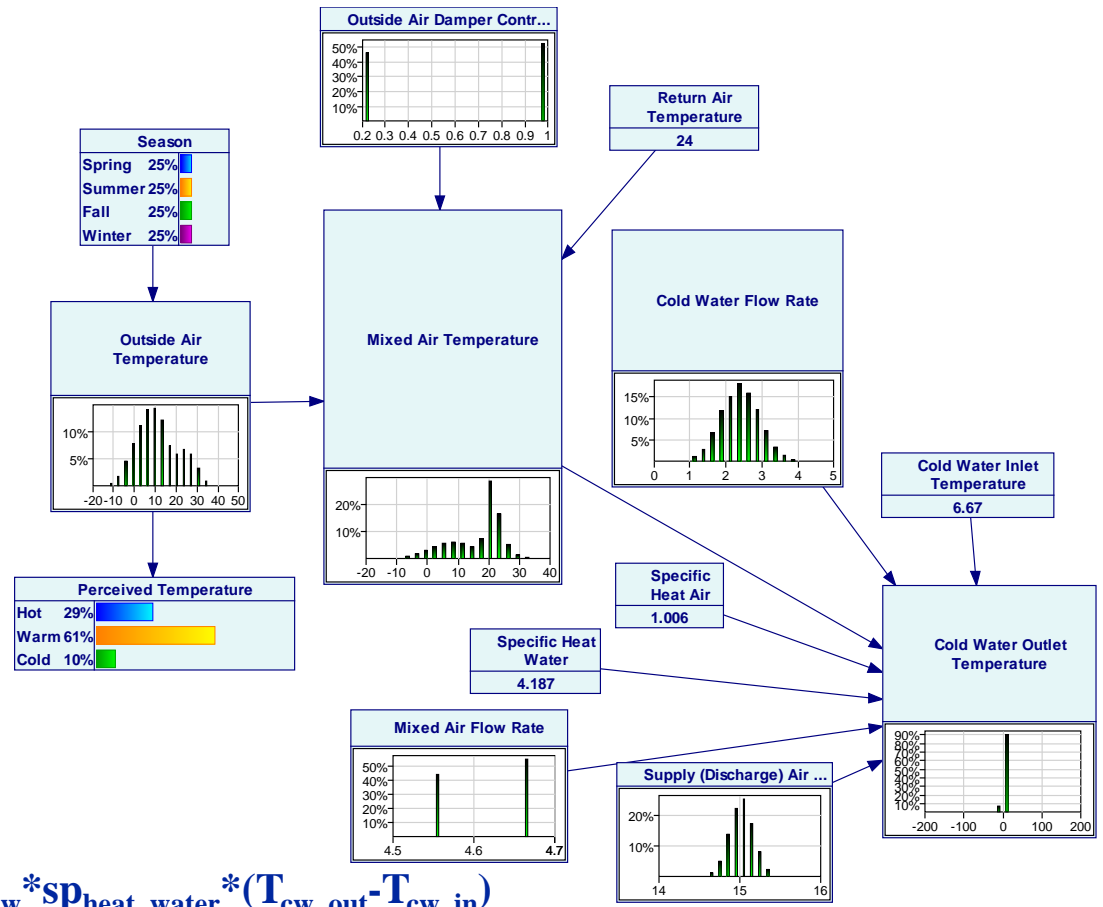 Outside Air Damper Contr...
50%
40%
30%
20%
10%
0.2 0.3 0.4 0.5 0.6 0.7 0.8 0.9 1
Return Air
Temperature
24
Season
Spring 25%
Summer 25%
Fall 25%
Winter 25%
Outside Air
Temperature
10%
5%
-20 -10 0 10 20 30 40 50
Mixed Air Temperature
20%
10%
-20 -10 0 10 20 30 40
Cold Water Flow Rate
15%
10%
5%
0 1 2 3 4 5
Cold Water Inlet
Temperature
6.67
Perceived Temperature
Hot 29%
Warm 61%
Cold 10%
Specific
Heat Air
1.006
Specific Heat
Water
4.187
Cold Water Outlet
Temperature
90%
80%
70%
60%
50%
40%
30%
20%
10%
-200 -100 0 100 200
Mixed Air Flow Rate
50%
40%
30%
20%
10%
4.5 4.6 4.7
Supply (Discharge) Air ...
20%
10%
14 15 16
w*sp heat_water*(Tcw_out-Tcw_in)